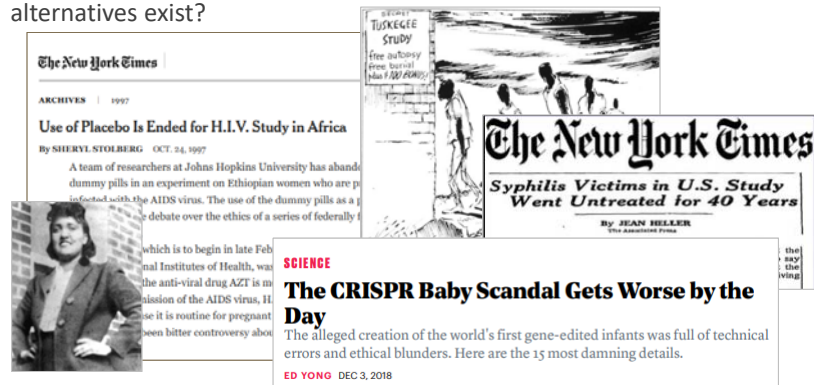 alternatives exist?
The New York Times
ARCHIVES | 1997
Use of Placebo Is Ended for H.I.V. Study in Africa
By SHERYL STOLBERG OCT. 24, 1997
A team of researchers at Johns Hopkins University has aband
dummy pills in an experiment on Ethiopian women who are p
infected with the AIDS virus. The use of the dummy pills as a p
e debate over the ethics of a series of federally f
which is to begin in late Feb
nal Institutes of Health, wa
the anti-viral drug AZT is m
mission of the AIDS virus, H
se it is routine for pregnant
been bitter controversy abou
SECRET
TUSKEGEE
STUDY
free autopsy
free burial
plus $100 BONUS!
The New York Times
Syphilis Victims in U.S. Study
Went Untreated for 40 Years
By JEAN HELLER
The Associated Press
the
say
the
iving
SCIENCE
The CRISPR Baby Scandal Gets Worse by the
Day
The alleged creation of the world's first gene-edited infants was full of technical
errors and ethical blunders. Here are the 15 most damning details.
ED YONG DEC 3, 2018